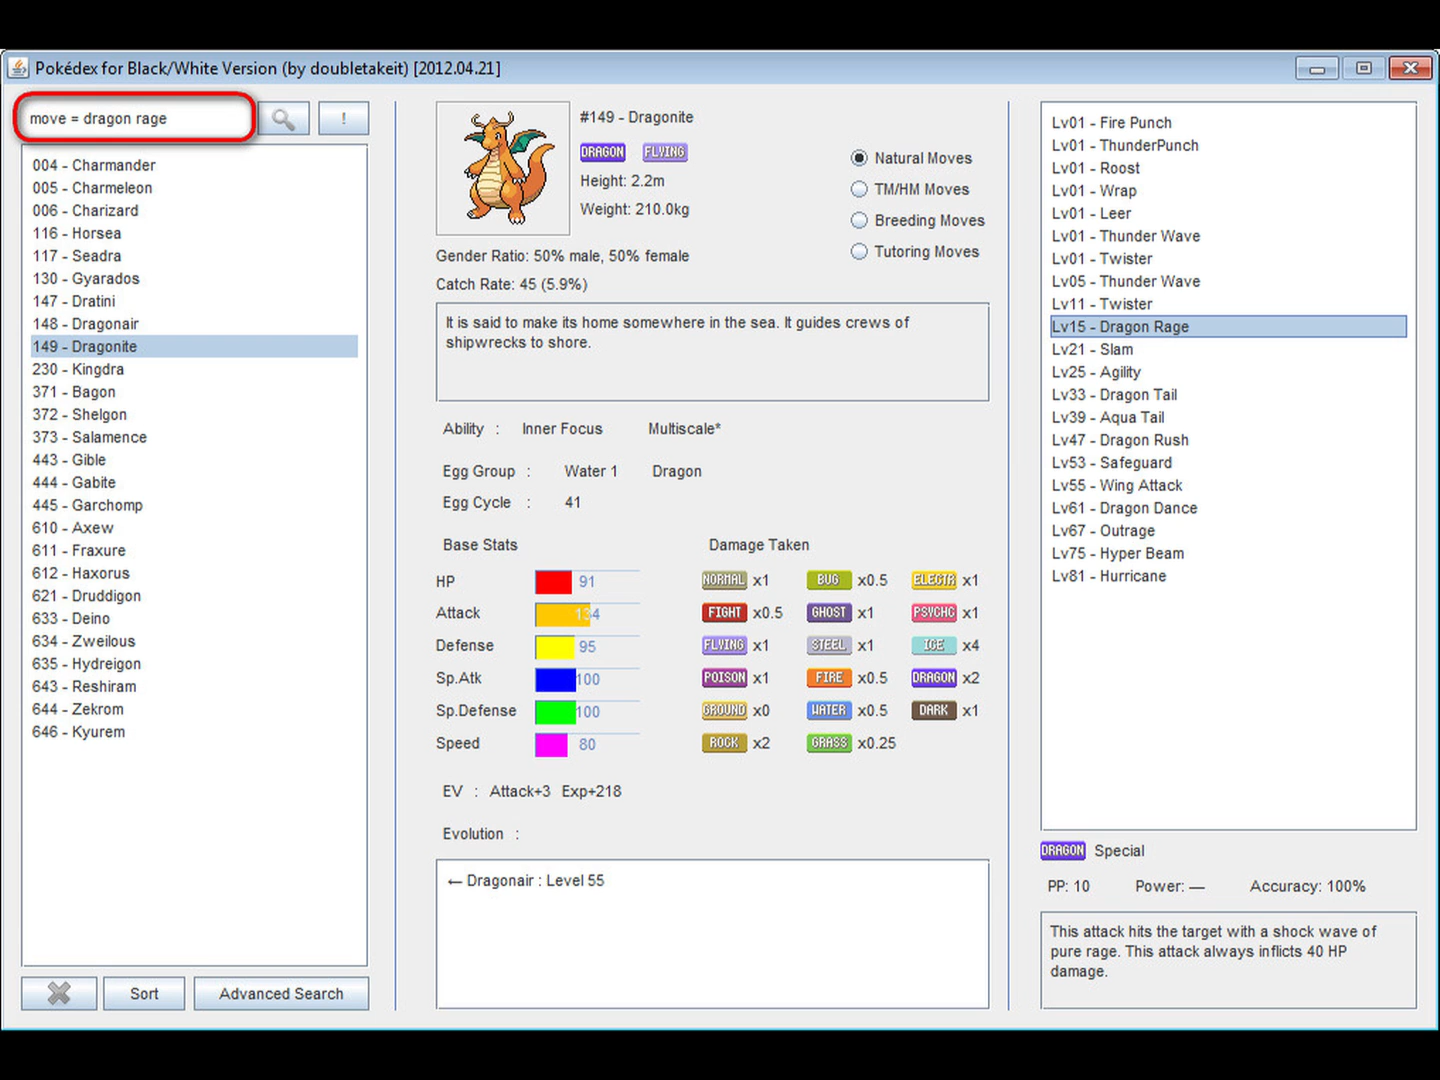 Pokédex for Black/White Version (by doubletakeit) [2012.04.21]
move = dragon rage
!
004 - Charmander
005 - Charmeleon
006 - Charizard
116 - Horsea
117 - Seadra
130 - Gyarados
147 - Dratini
148 - Dragonair
149 - Dragonite
230 - Kingdra
371 - Bagon
372 - Shelgon
373 - Salamence
443 - Gible
444 - Gabite
445 - Garchomp
610 - Axew
611 - Fraxure
612 - Haxorus
621 - Druddigon
633 - Deino
634 - Zweilous
635 - Hydreigon
643 - Reshiram
644 - Zekrom
646 - Kyurem
Sort
Advanced Search
#149 - Dragonite
DRAGON FLYING
Height: 2.2m
Weight: 210.0kg
Natural Moves
TM/HM Moves
Breeding Moves
Tutoring Moves
Gender Ratio: 50% male, 50% female
Catch Rate: 45 (5.9%)
It is said to make its home somewhere in the sea. It guides crews of
shipwrecks to shore.
Ability : Inner Focus Multiscale*
Egg Group : Water 1 Dragon
Egg Cycle : 41
Base Stats
HP 91
Attack 134
Defense 95
Sp.Atk 100
Sp.Defense 100
Speed 80
Damage Taken
NORMAL x1 BUG x0.5 ELECTR x1
FIGHT x0.5 GHOST x1 PSYCHC x1
FLYING x1 STEEL x1 ICE x4
POISON x1 FIRE x0.5 DRAGON x2
GROUND x0 WATER x0.5 DARK x1
ROCK x2 GRASS x0.25
EV : Attack+3 Exp+218
Evolution :
← Dragonair : Level 55
Lv01 - Fire Punch
Lv01 - ThunderPunch
Lv01 - Roost
Lv01 - Wrap
Lv01 - Leer
Lv01 - Thunder Wave
Lv01 - Twister
Lv05 - Thunder Wave
Lv11 - Twister
Lv15 - Dragon Rage
Lv21 - Slam
Lv25 - Agility
Lv33 - Dragon Tail
Lv39 - Aqua Tail
Lv47 - Dragon Rush
Lv53 - Safeguard
Lv55 - Wing Attack
Lv61 - Dragon Dance
Lv67 - Outrage
Lv75 - Hyper Beam
Lv81 - Hurricane
DRAGON Special
PP: 10 Power: — Accuracy: 100%
This attack hits the target with a shock wave of
pure rage. This attack always inflicts 40 HP
damage.